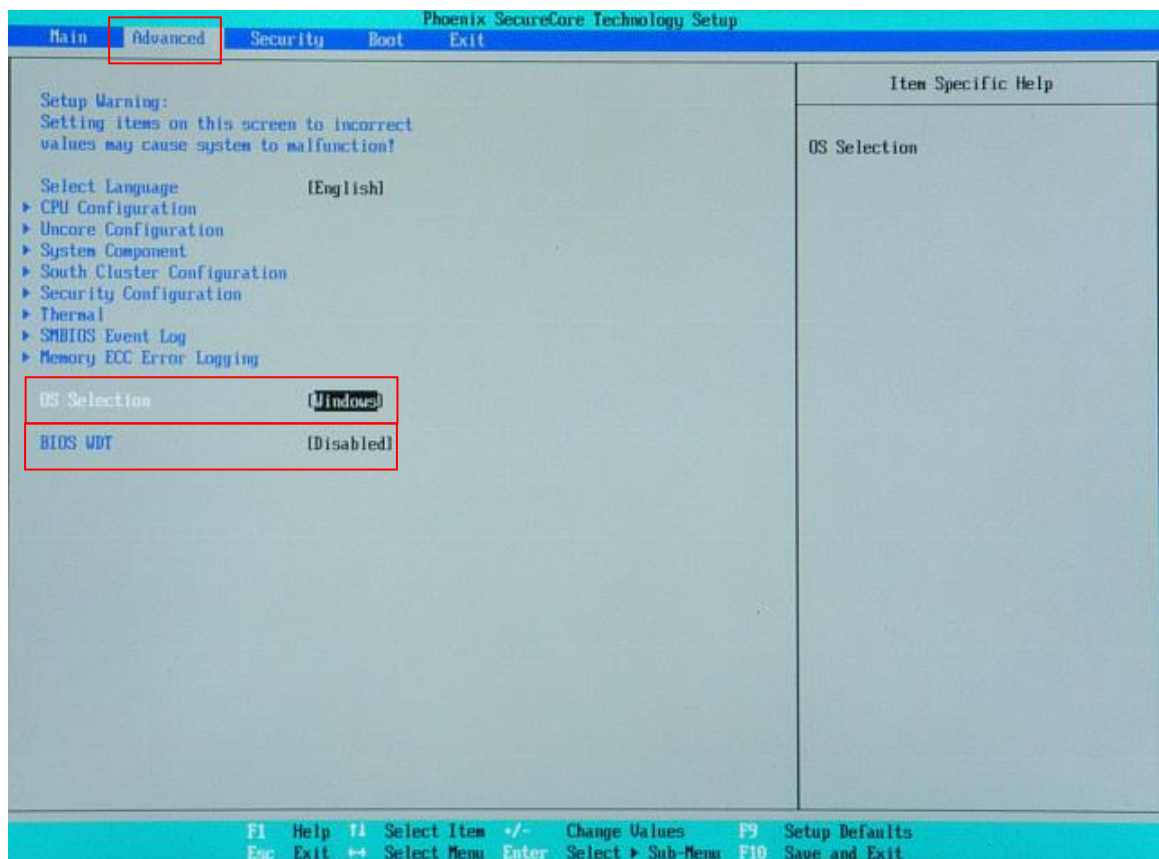 Phoenix SecureCore Technology Setup
Main Advanced Security Boot Exit
Item Specific Help
Setup Warning:
Setting items on this screen to incorrect
values may cause system to malfunction!
OS Selection
Select Language [English]
▶ CPU Configuration
▶ Uncore Configuration
▶ System Component
▶ South Cluster Configuration
▶ Security Configuration
▶ Thermal
▶ SMBIOS Event Log
▶ Memory ECC Error Logging
OS Selection [Windows]
BIOS WDT [Disabled]
F1 Help ↑↓ Select Item +/- Change Values F9 Setup Defaults
Esc Exit ↔ Select Menu Enter Select ▶ Sub-Menu F10 Save and Exit